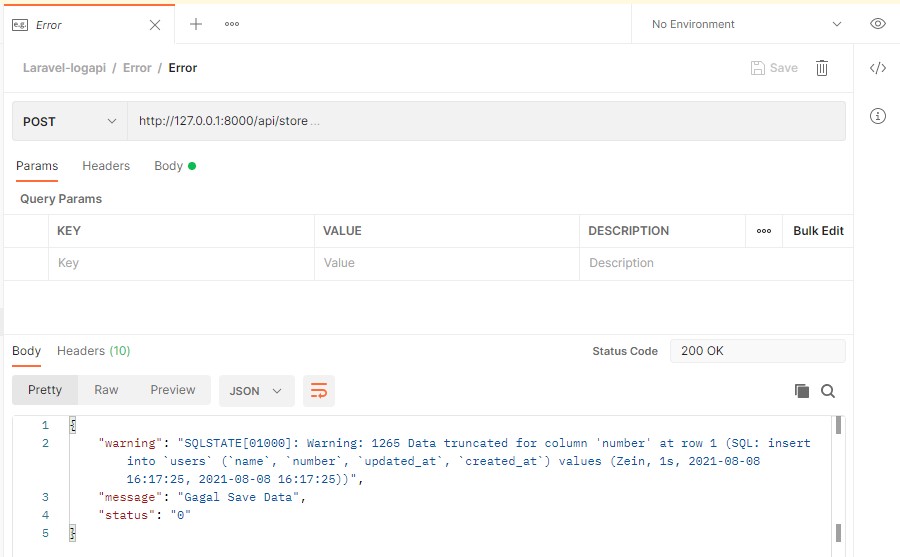 e.g. Error
No Environment
Laravel-logapi / Error / Error
Save
POST
http://127.0.0.1:8000/api/store ...
Params Headers Body
Query Params
KEY VALUE DESCRIPTION Bulk Edit
Key Value Description
Body Headers (10)
Status Code 200 OK
Pretty Raw Preview JSON
1 {
2 "warning": "SQLSTATE[01000]: Warning: 1265 Data truncated for column 'number' at row 1 (SQL: insert
into `users` (`name`, `number`, `updated_at`, `created_at`) values (Zein, 1s, 2021-08-08
16:17:25, 2021-08-08 16:17:25))",
3 "message": "Gagal Save Data",
4 "status": "0"
5 }